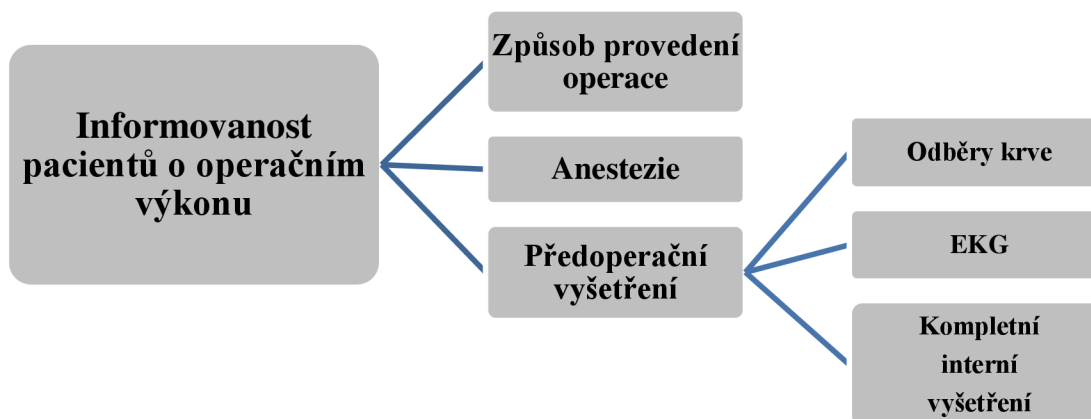 Informovanost
pacientů o operačním
výkonu
Způsob provedení
operace
Anestezie
Předoperační
vyšetření
Odběry krve
EKG
Kompletní
interní
vyšetření